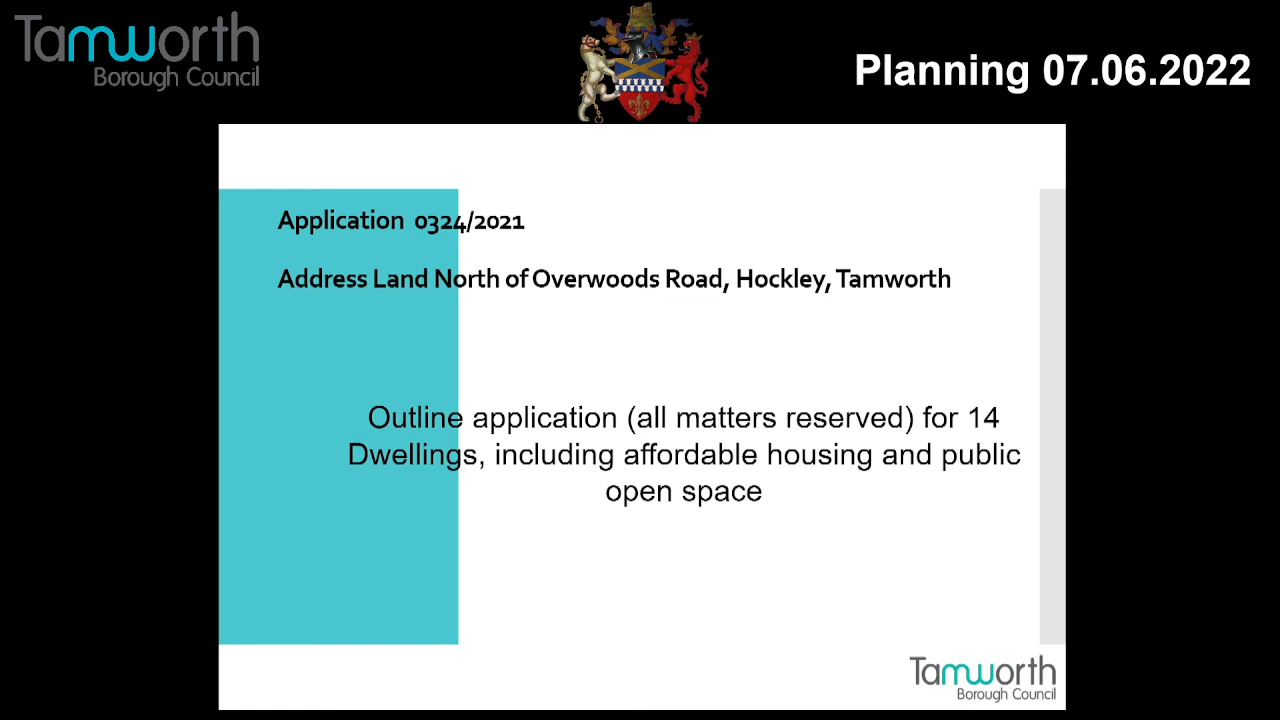 Tamworth
Borough Council
Planning 07.06.2022
Application 0324/2021
Address Land North of Overwoods Road, Hockley, Tamworth
Outline application (all matters reserved) for 14
Dwellings, including affordable housing and public
open space
Tamworth
Borough Council